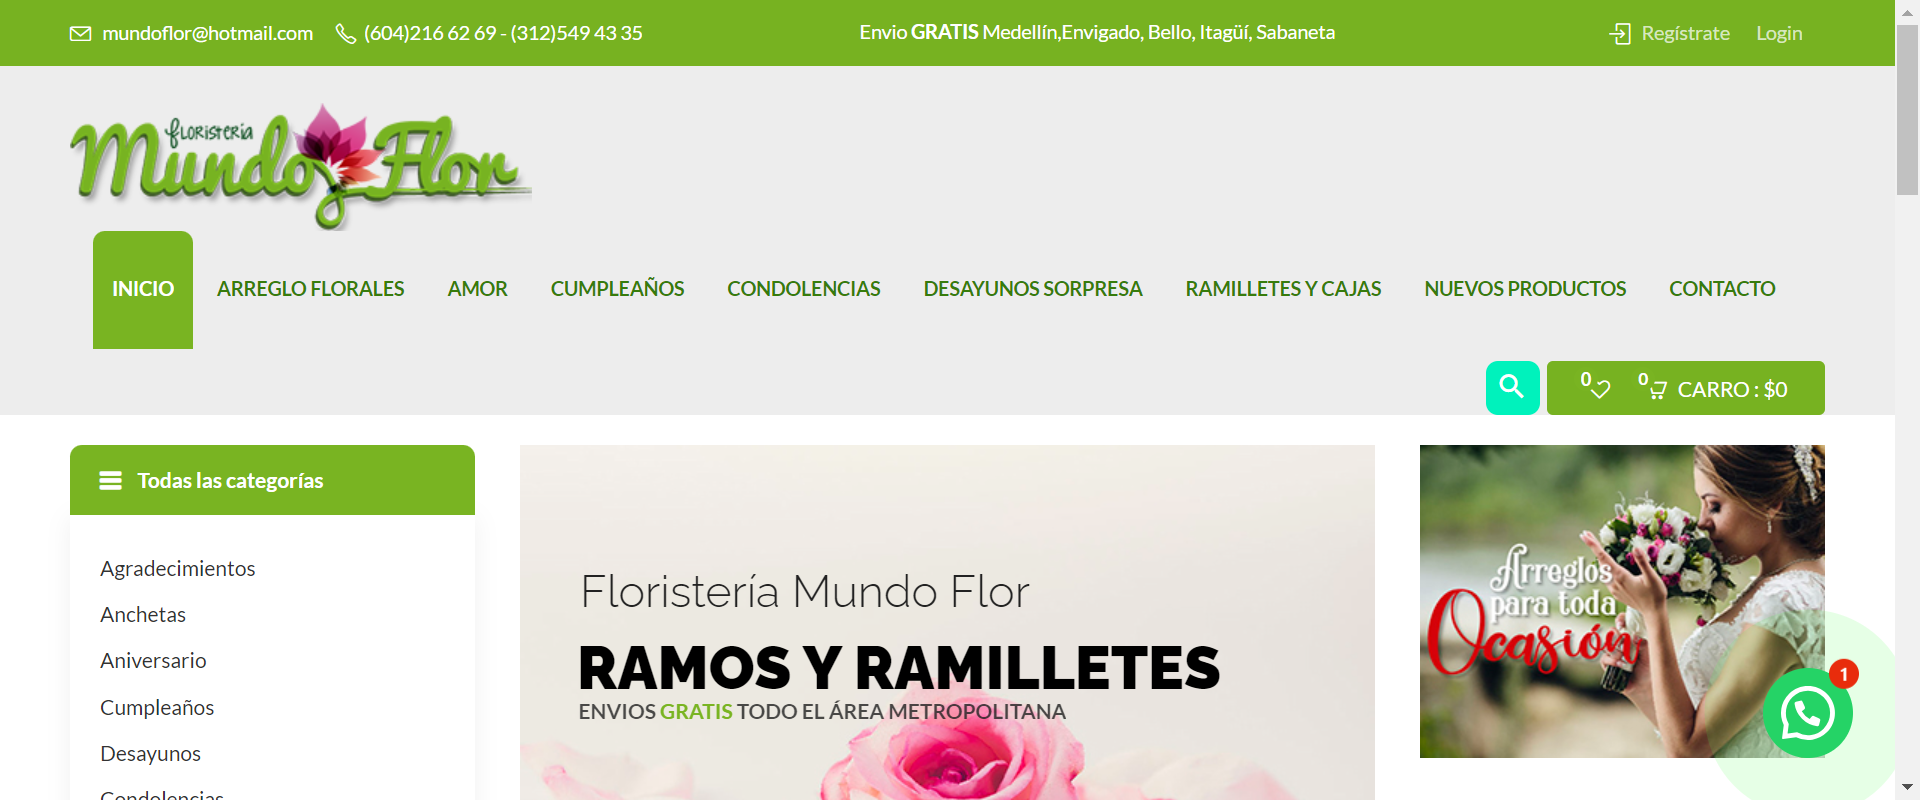 mundoflor@hotmail.com (604)216 62 69 - (312)549 43 35 Envio GRATIS Medellín,Envigado, Bello, Itagüí, Sabaneta Regístrate Login
floristería
Mundo Flor
INICIO ARREGLO FLORALES AMOR CUMPLEAÑOS CONDOLENCIAS DESAYUNOS SORPRESA RAMILLETES Y CAJAS NUEVOS PRODUCTOS CONTACTO
0 0 CARRO : $0
Todas las categorías
Agradecimientos
Anchetas
Aniversario
Cumpleaños
Desayunos
Condolencias
Floristería Mundo Flor
RAMOS Y RAMILLETES
ENVIOS GRATIS TODO EL ÁREA METROPOLITANA
Arreglos
para toda
Ocasión
1